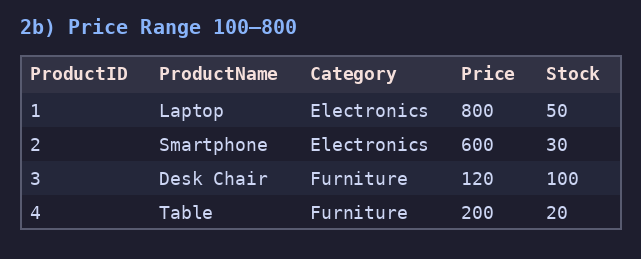 2b) Price Range 100–800
ProductID ProductName Category Price Stock
1 Laptop Electronics 800 50
2 Smartphone Electronics 600 30
3 Desk Chair Furniture 120 100
4 Table Furniture 200 20